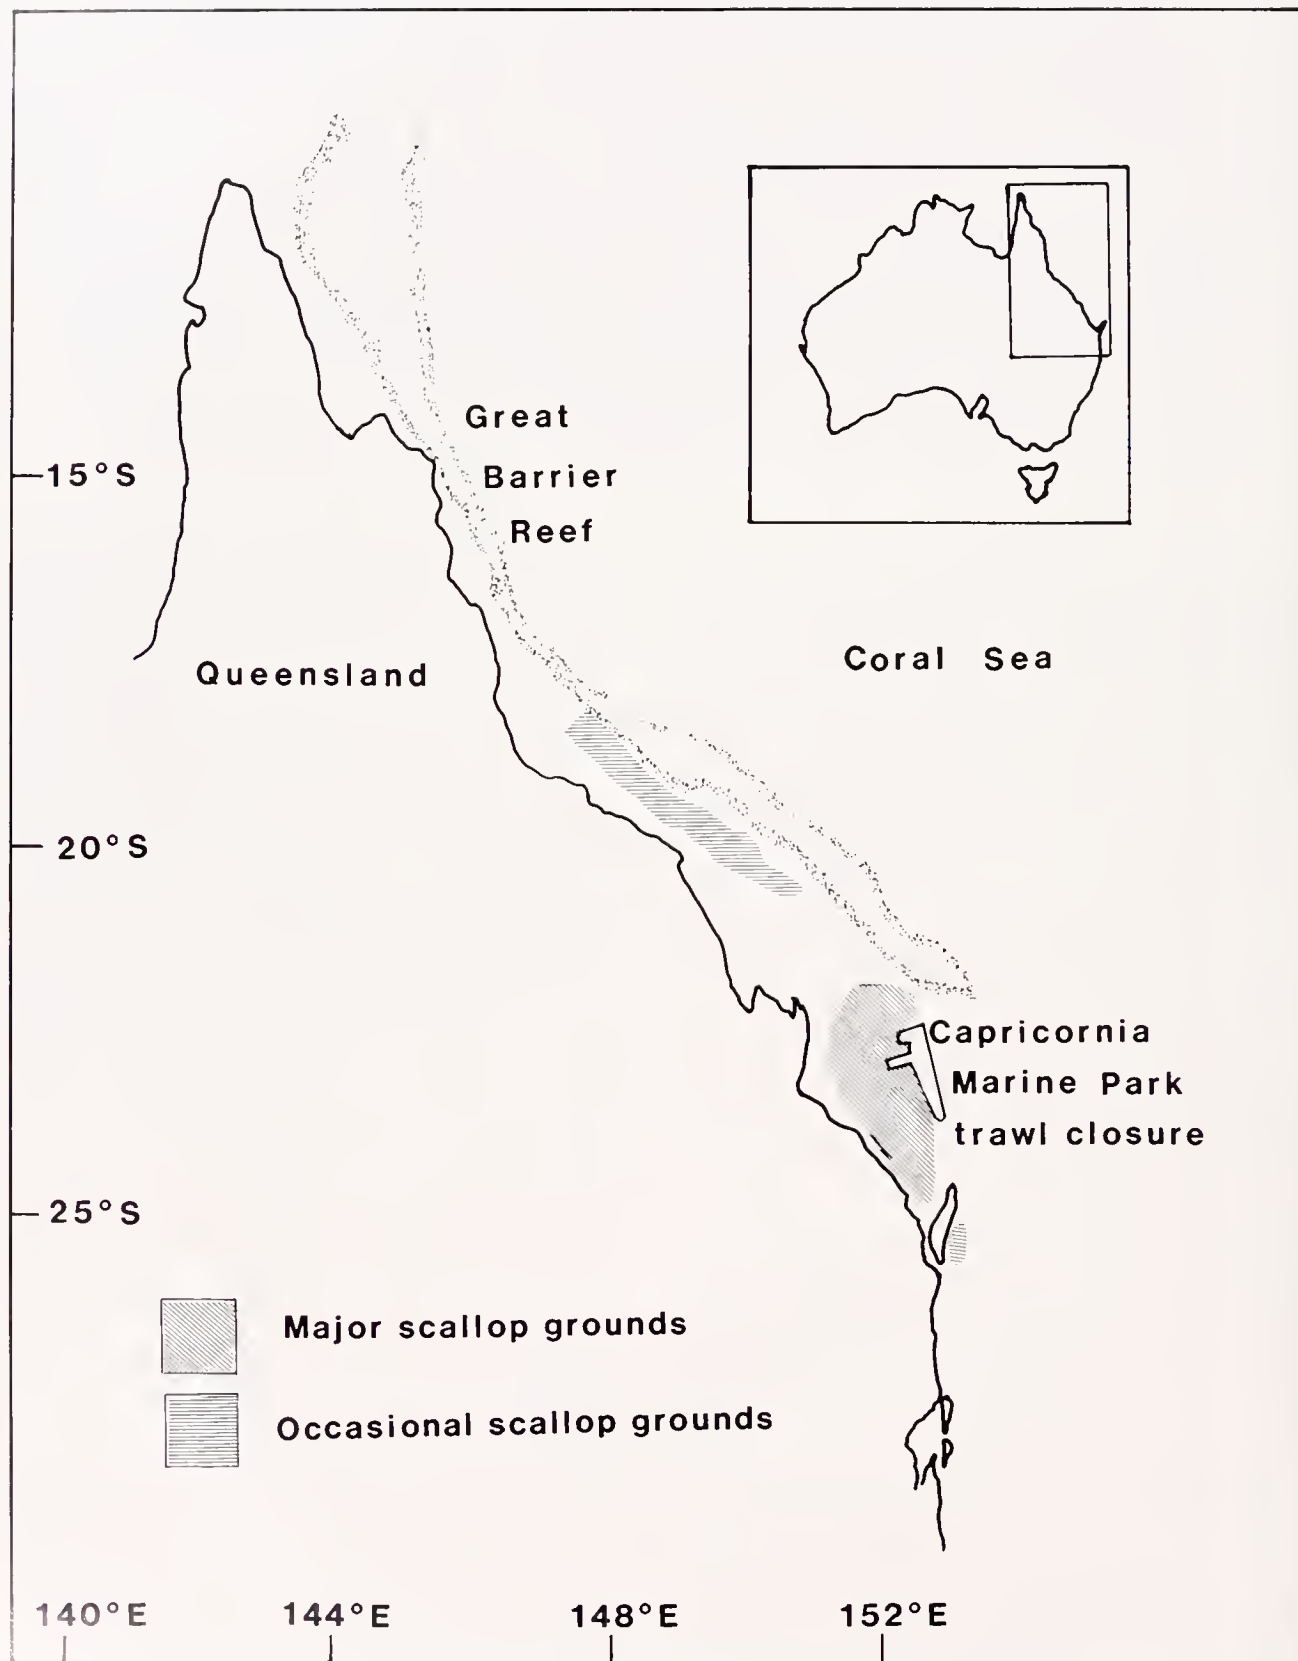 Great
Barrier
Reef
15°S
Queensland
Coral Sea
20°S
Capricornia
Marine Park
trawl closure
25°S
Major scallop grounds
Occasional scallop grounds
140°E 144°E 148°E 152°E